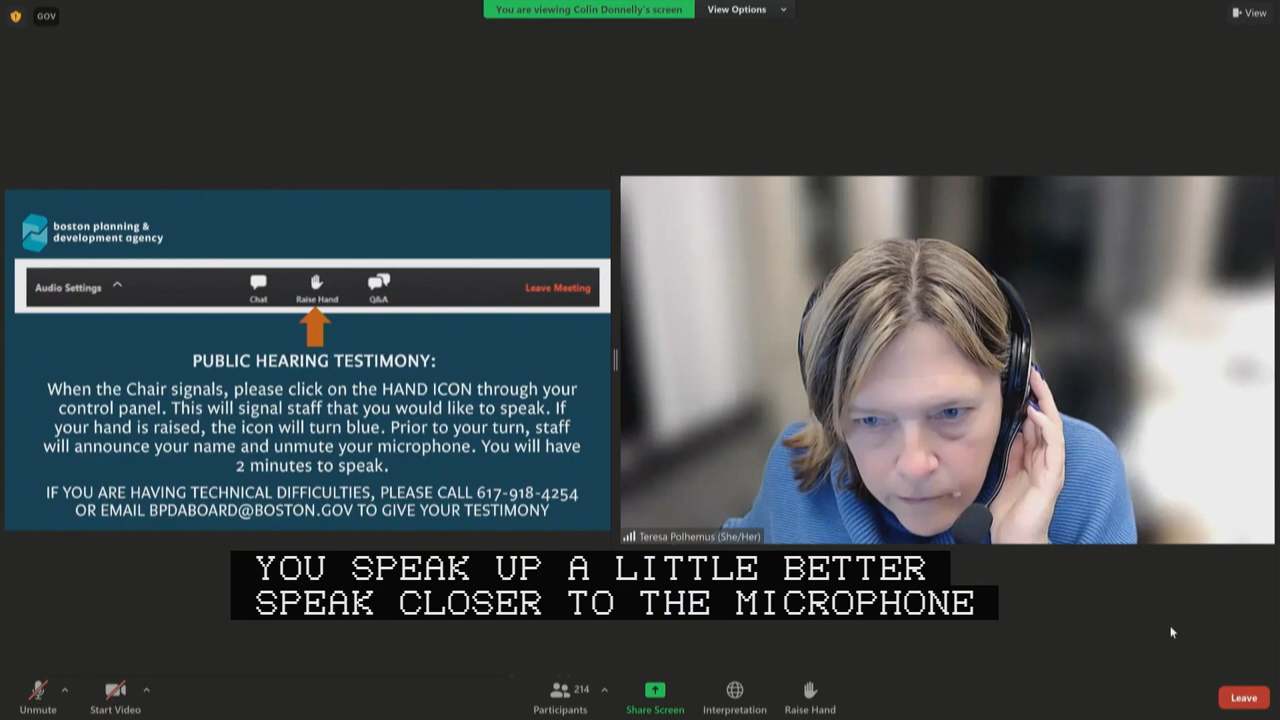 GOV
You are viewing Colin Donnelly's screen
View Options
View
boston planning &
development agency
Audio Settings
Chat
Raise Hand
Q&A
Leave Meeting
PUBLIC HEARING TESTIMONY:
When the Chair signals, please click on the HAND ICON through your
control panel. This will signal staff that you would like to speak. If
your hand is raised, the icon will turn blue. Prior to your turn, staff
will announce your name and unmute your microphone. You will have
2 minutes to speak.
IF YOU ARE HAVING TECHNICAL DIFFICULTIES, PLEASE CALL 617-918-4254
OR EMAIL BPDABOARD@BOSTON.GOV TO GIVE YOUR TESTIMONY
Teresa Polhemus (She/Her)
YOU SPEAK UP A LITTLE BETTER
SPEAK CLOSER TO THE MICROPHONE
Unmute
Start Video
214
Participants
Share Screen
Interpretation
Raise Hand
Leave